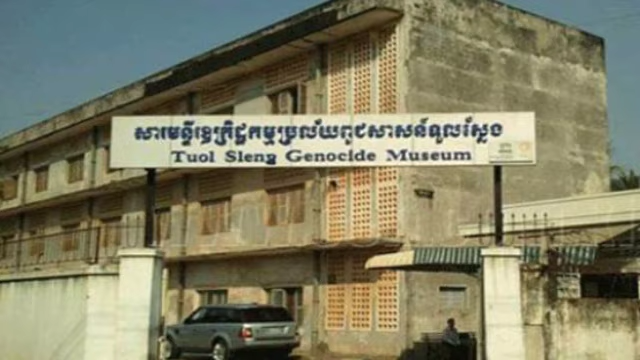 សារមន្ទីរឧក្រិដ្ឋកម្មប្រល័យពូជសាសន៍ទួលស្លែង
Tuol Sleng Genocide Museum